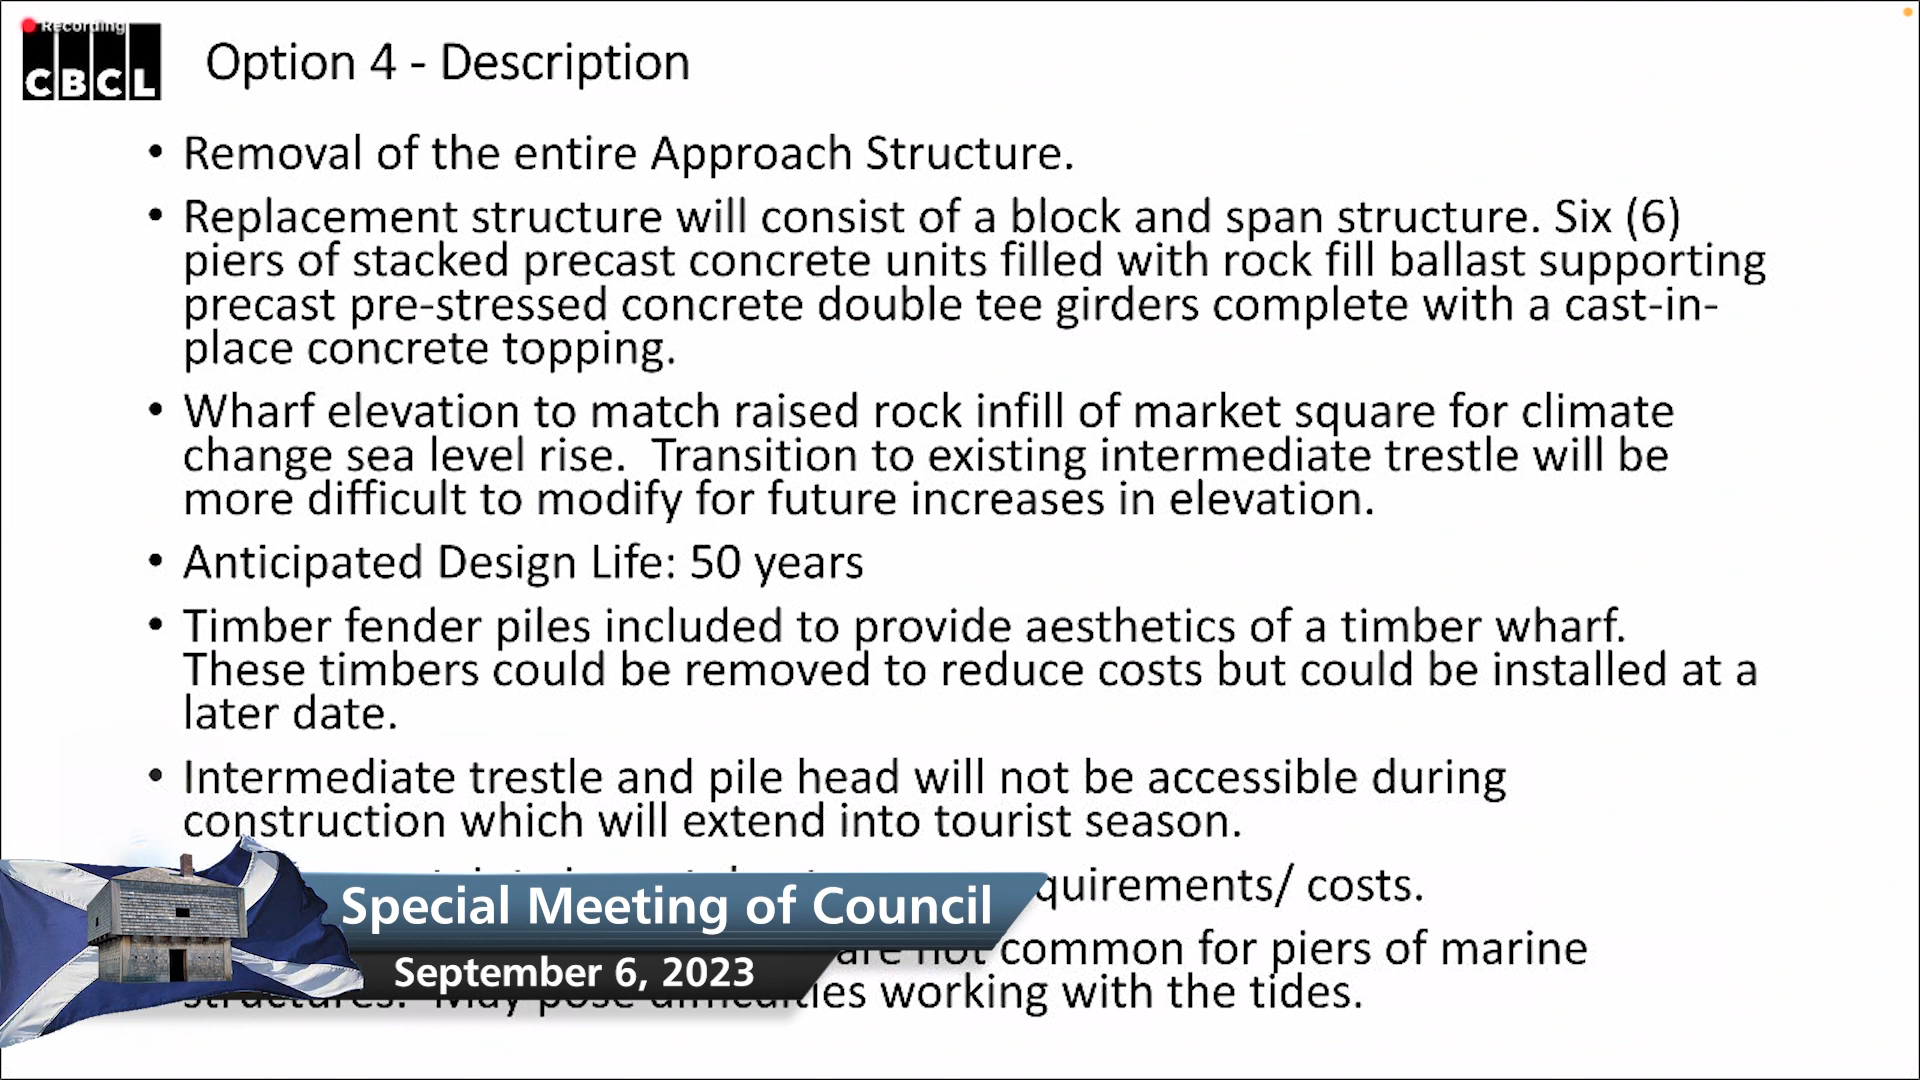 Recording
CBCL
Option 4 - Description
• Removal of the entire Approach Structure.
• Replacement structure will consist of a block and span structure. Six (6)
piers of stacked precast concrete units filled with rock fill ballast supporting
precast pre-stressed concrete double tee girders complete with a cast-in-
place concrete topping.
• Wharf elevation to match raised rock infill of market square for climate
change sea level rise.  Transition to existing intermediate trestle will be
more difficult to modify for future increases in elevation.
• Anticipated Design Life: 50 years
• Timber fender piles included to provide aesthetics of a timber wharf.
These timbers could be removed to reduce costs but could be installed at a
later date.
• Intermediate trestle and pile head will not be accessible during
construction which will extend into tourist season.
quirements/ costs.
are not common for piers of marine
structures.  May pose difficulties working with the tides.
Special Meeting of Council
September 6, 2023